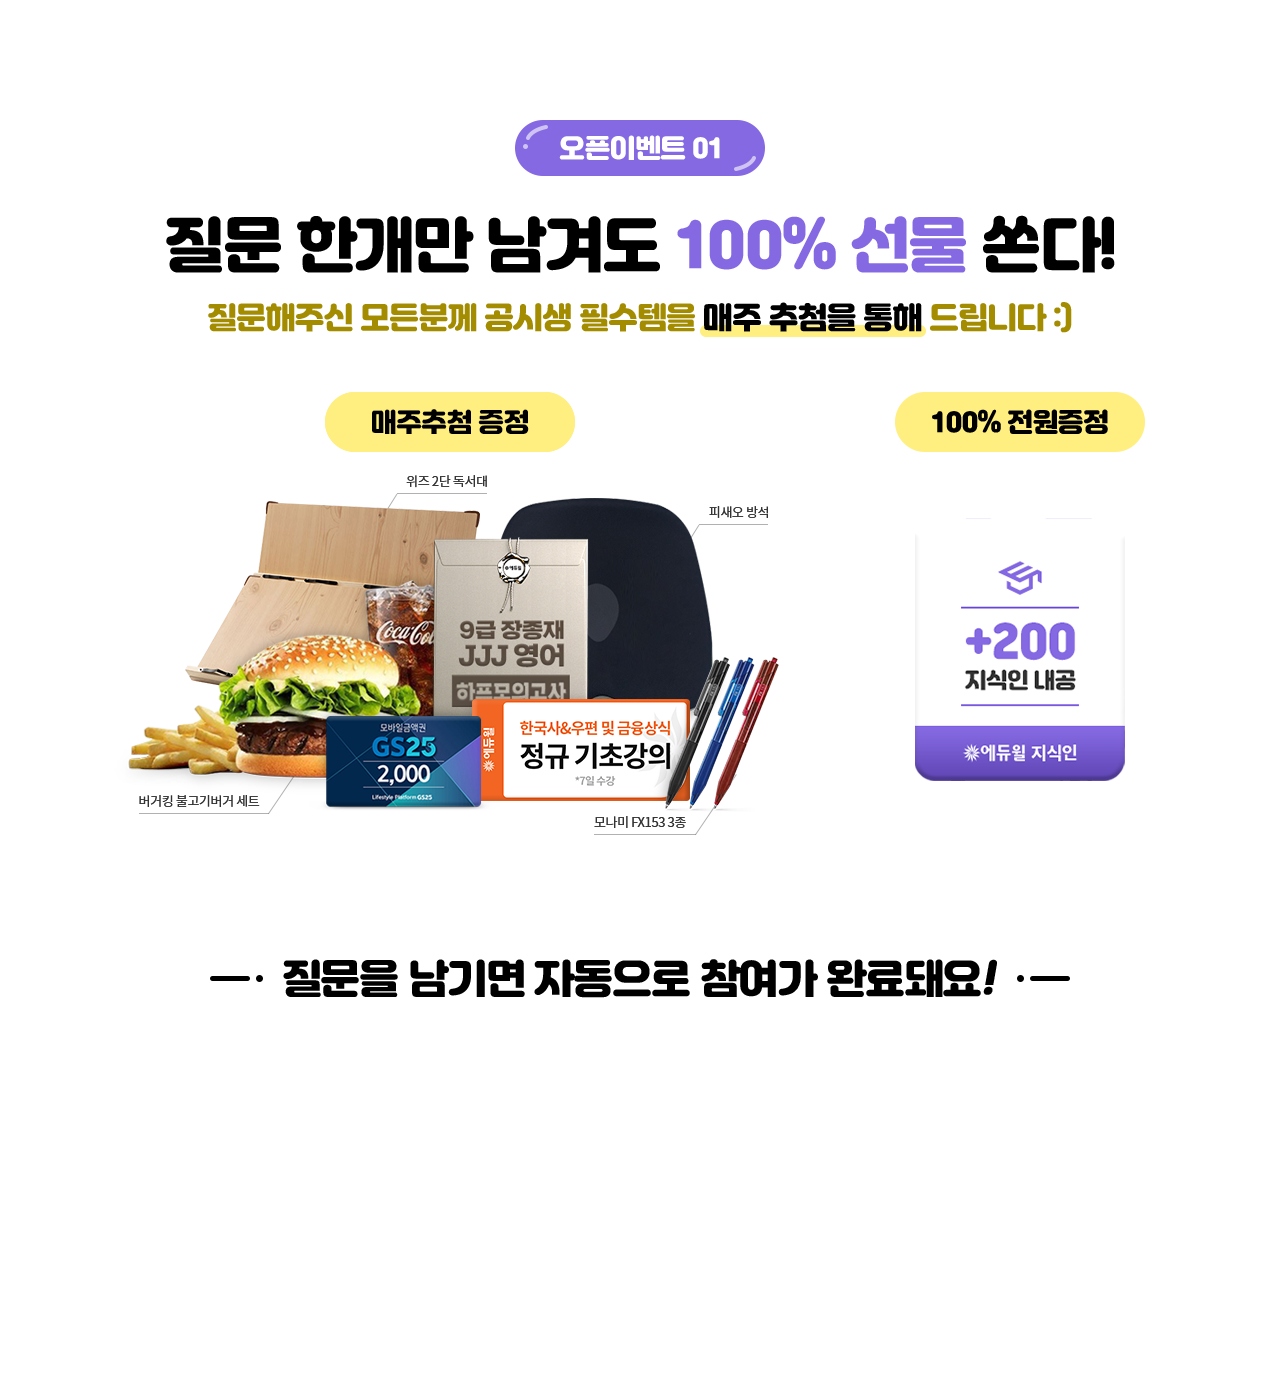 오픈이벤트 01
질문 한개만 남겨도 100% 선물 쏜다!
질문해주신 모든분께 공시생 필수템을 매주 추첨을 통해 드립니다 :)
매주추첨 증정
100% 전원증정
위즈 2단 독서대
피새오 방석
에듀윌
Coca-Col
9급 장종재
JJJ 영어
하프모의고사
모바일금액권
GS25
2,000
Lifestyle Platform GS25
에듀윌
한국사&우편 및 금융상식
정규 기초강의
*7일 수강
버거킹 불고기버거 세트
모나미 FX153 3종
+200
지식인 내공
에듀윌 지식인
질문을 남기면 자동으로 참여가 완료돼요!